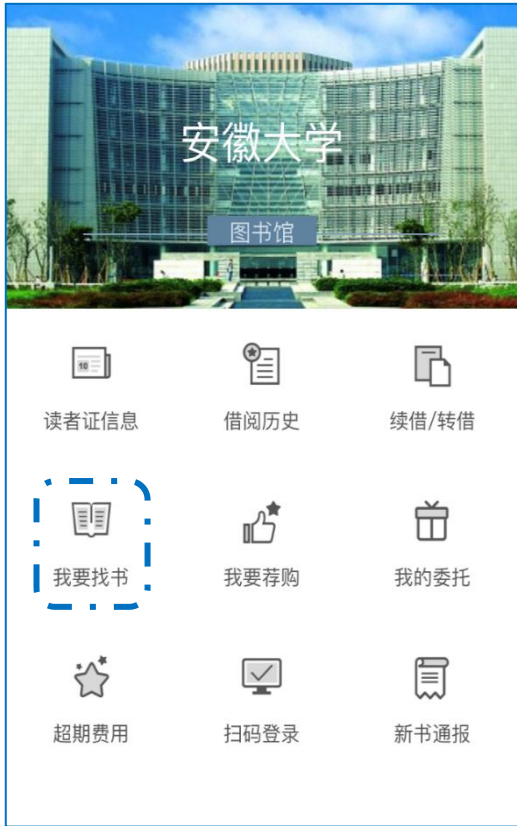 安徽大学
图书馆
10
读者证信息
借阅历史
续借/转借
我要找书
我要荐购
我的委托
超期费用
扫码登录
新书通报